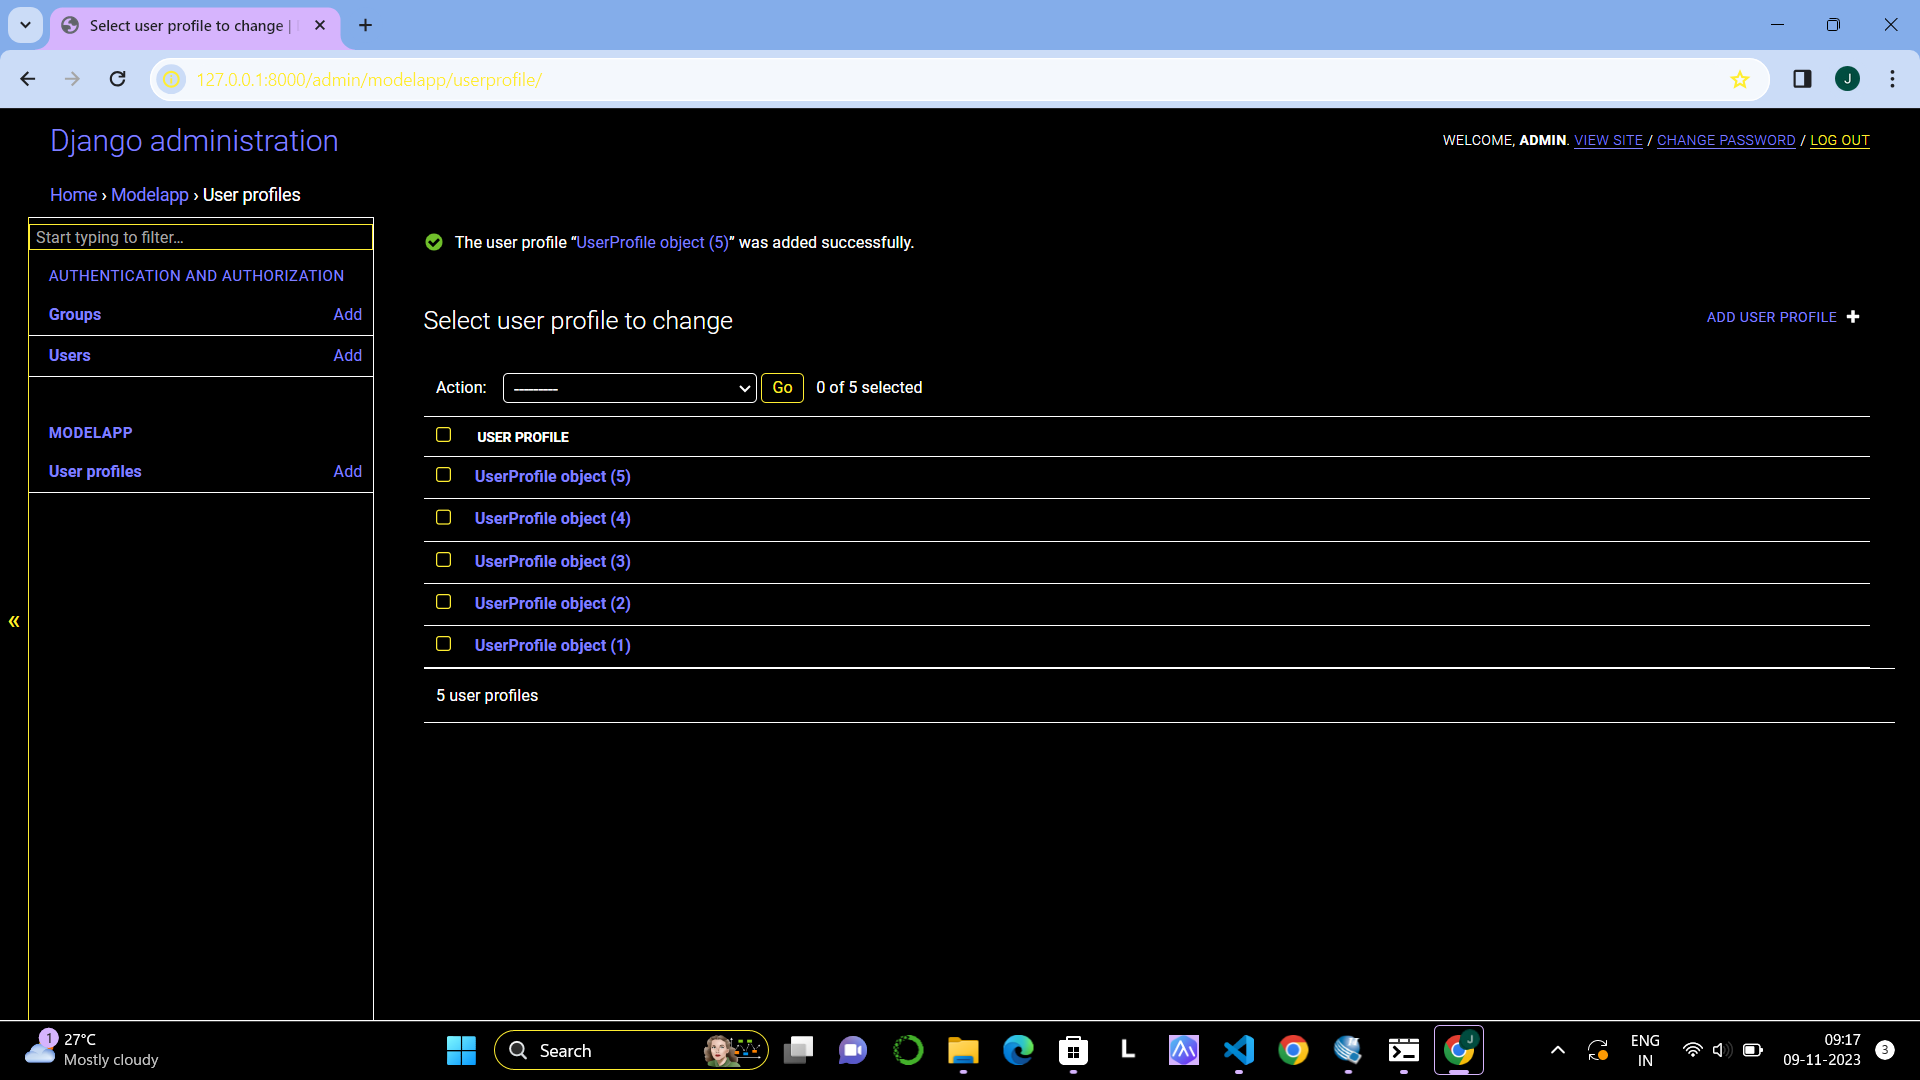 Select user profile to change |
127.0.0.1:8000/admin/modelapp/userprofile/
J
Django administration
WELCOME, ADMIN. VIEW SITE / CHANGE PASSWORD / LOG OUT
Home › Modelapp › User profiles
Start typing to filter...
AUTHENTICATION AND AUTHORIZATION
Groups Add
Users Add
MODELAPP
User profiles Add
«
The user profile “UserProfile object (5)” was added successfully.
Select user profile to change
ADD USER PROFILE +
Action: --------- Go 0 of 5 selected
USER PROFILE
UserProfile object (5)
UserProfile object (4)
UserProfile object (3)
UserProfile object (2)
UserProfile object (1)
5 user profiles
1
27°C
Mostly cloudy
Search
L
J
ENG
IN
09:17
09-11-2023
3